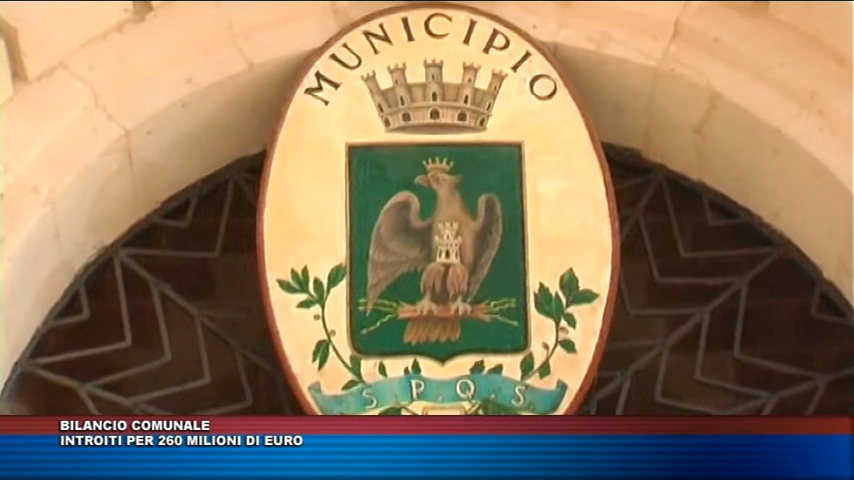 MUNICIPIO
S.P.Q.S.
BILANCIO COMUNALE
INTROITI PER 260 MILIONI DI EURO